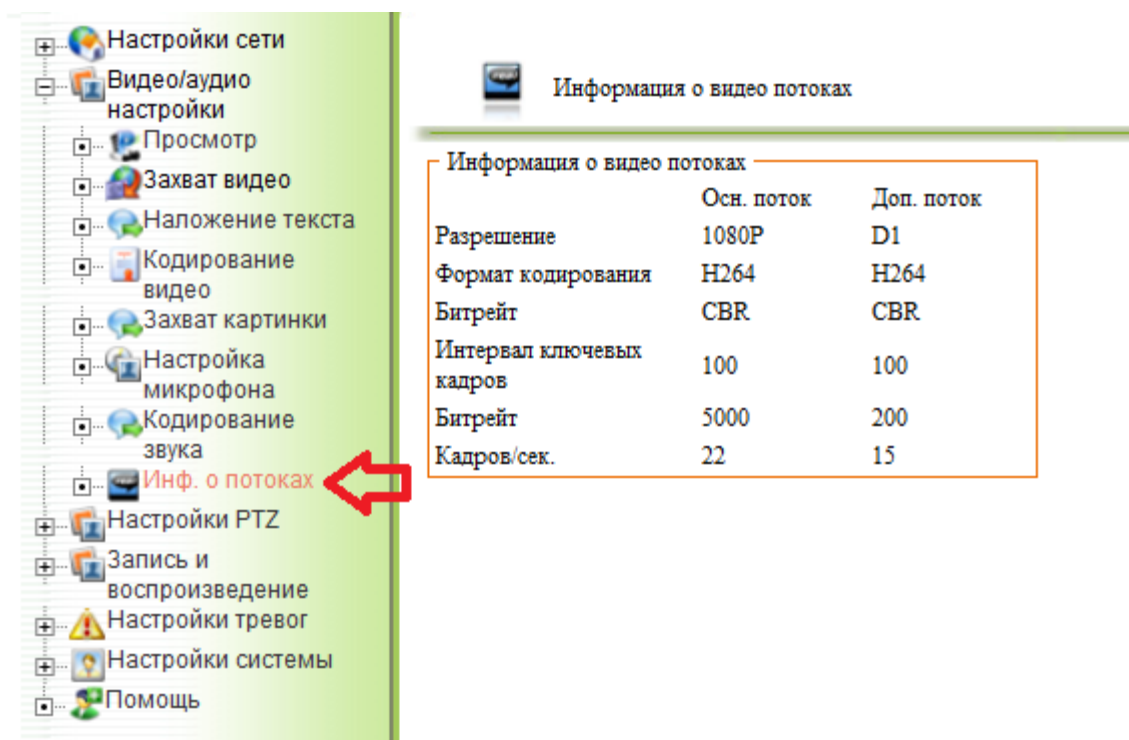 Настройки сети
Видео/аудио
настройки
Просмотр
Захват видео
Наложение текста
Кодирование
видео
Захват картинки
Настройка
микрофона
Кодирование
звука
Инф. о потоках
Настройки PTZ
Запись и
воспроизведение
Настройки тревог
Настройки системы
Помощь
Информация о видео потоках
Информация о видео потоках
Осн. поток Доп. поток
Разрешение 1080P D1
Формат кодирования H264 H264
Битрейт CBR CBR
Интервал ключевых
кадров 100 100
Битрейт 5000 200
Кадров/сек. 22 15